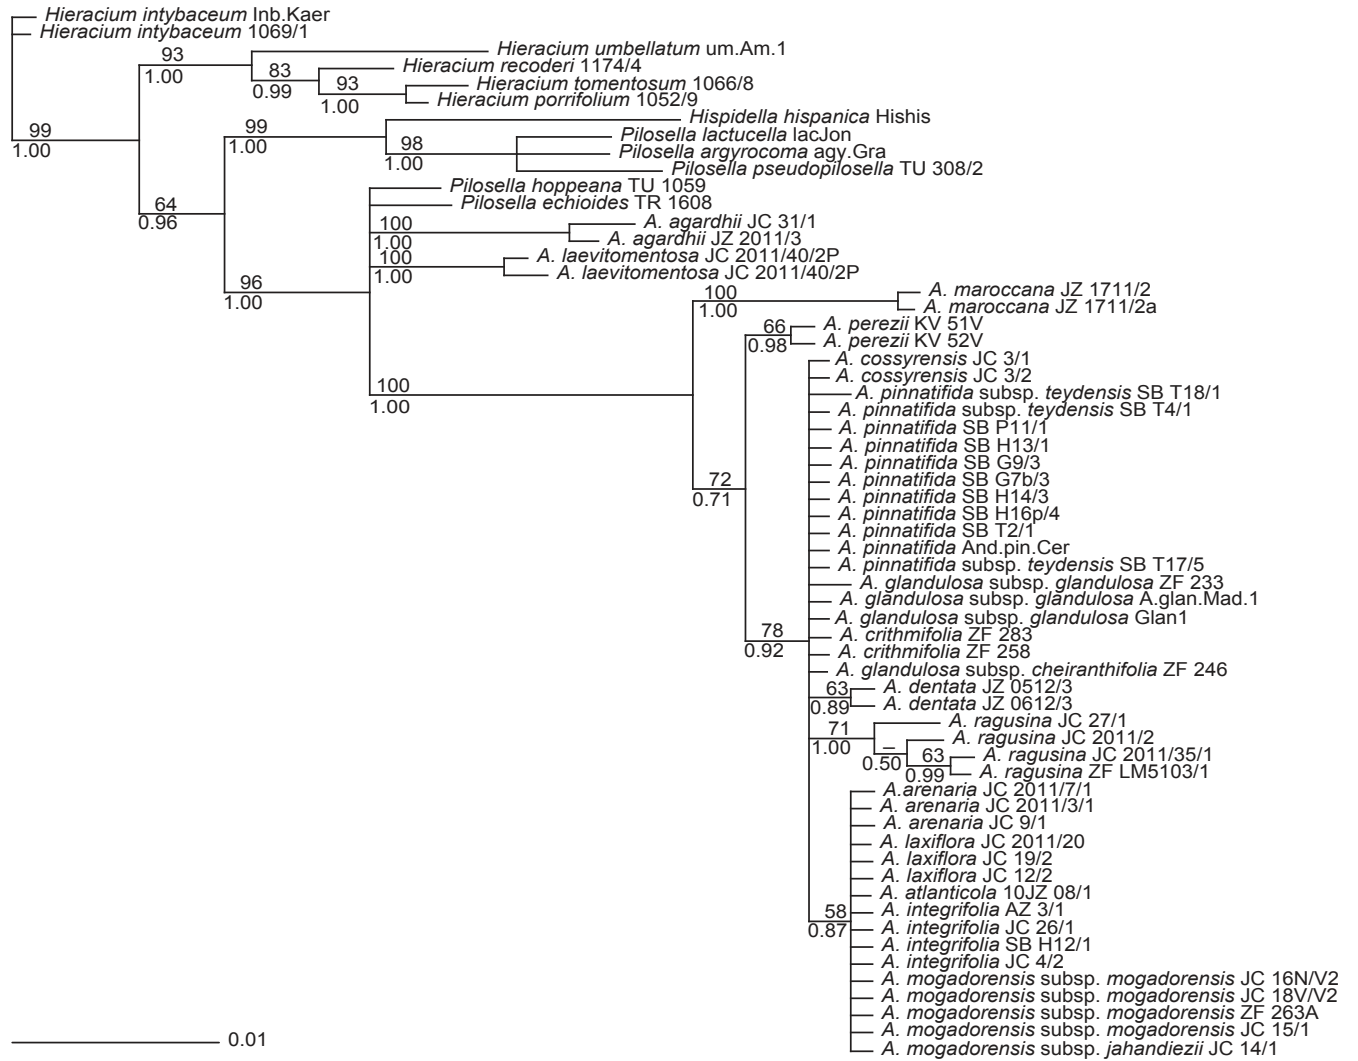 Hieracium intybaceum Inb.Kaer
Hieracium intybaceum 1069/1
Hieracium umbellatum um.Am.1
93
1.00
Hieracium recoderi 1174/4
83
0.99
Hieracium tomentosum 1066/8
93
1.00
Hieracium porrifolium 1052/9
Hispidella hispanica Hishis
99
1.00
99
1.00
Pilosella lactucella lacJon
98
1.00
Pilosella argyrocoma agy.Gra
Pilosella pseudopilosella TU 308/2
Pilosella hoppeana TU 1059
64
0.96
Pilosella echioides TR 1608
A. agardhii JC 31/1
100
1.00
A. agardhii JZ 2011/3
A. laevitomentosa JC 2011/40/2P
100
1.00
A. laevitomentosa JC 2011/40/2P
96
1.00
A. maroccana JZ 1711/2
100
1.00
A. maroccana JZ 1711/2a
A. perezii KV 51V
66
0.98
A. perezii KV 52V
A. cossyrensis JC 3/1
A. cossyrensis JC 3/2
100
1.00
A. pinnatifida subsp. teydensis SB T18/1
A. pinnatifida subsp. teydensis SB T4/1
A. pinnatifida SB P11/1
A. pinnatifida SB H13/1
A. pinnatifida SB G9/3
A. pinnatifida SB G7b/3
72
0.71
A. pinnatifida SB H14/3
A. pinnatifida SB H16p/4
A. pinnatifida SB T2/1
A. pinnatifida And.pin.Cer
A. pinnatifida subsp. teydensis SB T17/5
A. glandulosa subsp. glandulosa ZF 233
A. glandulosa subsp. glandulosa A.glan.Mad.1
A. glandulosa subsp. glandulosa Glan1
78
0.92
A. crithmifolia ZF 283
A. crithmifolia ZF 258
A. glandulosa subsp. cheiranthifolia ZF 246
A. dentata JZ 0512/3
63
0.89
A. dentata JZ 0612/3
A. ragusina JC 27/1
71
1.00
A. ragusina JC 2011/2
–
0.50
A. ragusina JC 2011/35/1
63
0.99
A. ragusina ZF LM5103/1
A.arenaria JC 2011/7/1
A. arenaria JC 2011/3/1
A. arenaria JC 9/1
A. laxiflora JC 2011/20
A. laxiflora JC 19/2
A. laxiflora JC 12/2
A. atlanticola 10JZ 08/1
A. integrifolia AZ 3/1
58
0.87
A. integrifolia JC 26/1
A. integrifolia SB H12/1
A. integrifolia JC 4/2
A. mogadorensis subsp. mogadorensis JC 16N/V2
A. mogadorensis subsp. mogadorensis JC 18V/V2
A. mogadorensis subsp. mogadorensis ZF 263A
A. mogadorensis subsp. mogadorensis JC 15/1
A. mogadorensis subsp. jahandiezii JC 14/1
0.01